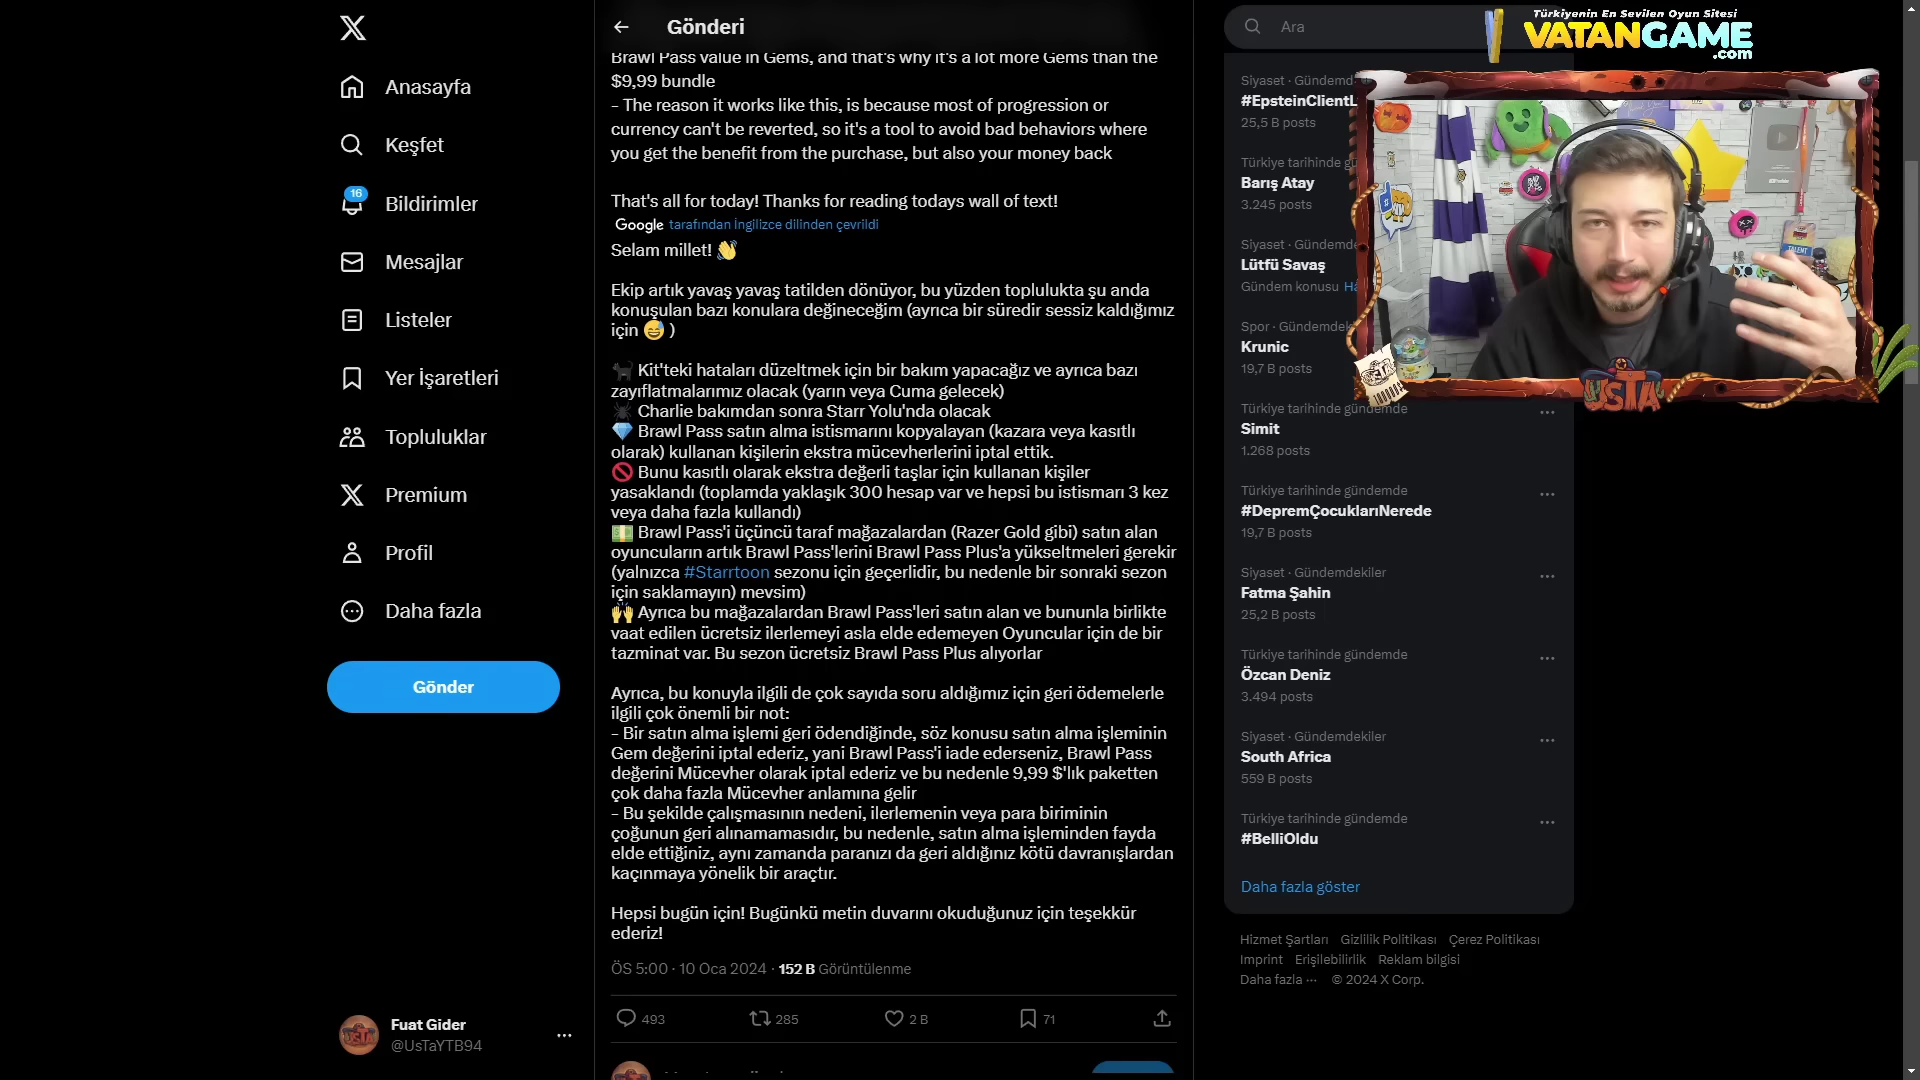 Anasayfa
Keşfet
16
Bildirimler
Mesajlar
Listeler
Yer İşaretleri
Topluluklar
Premium
Profil
Daha fazla
Gönder
Fuat Gider
@UsTaYTB94
Gönderi
Brawl Pass value in Gems, and that's why it's a lot more Gems than the
$9,99 bundle
- The reason it works like this, is because most of progression or
currency can't be reverted, so it's a tool to avoid bad behaviors where
you get the benefit from the purchase, but also your money back
That's all for today! Thanks for reading todays wall of text!
Google tarafından İngilizce dilinden çevrildi
Selam millet! 👋
Ekip artık yavaş yavaş tatilden dönüyor, bu yüzden toplulukta şu anda
konuşulan bazı konulara değineceğim (ayrıca bir süredir sessiz kaldığımız
için 😅 )
🐈‍⬛ Kit'teki hataları düzeltmek için bir bakım yapacağız ve ayrıca bazı
zayıflatmalarımız olacak (yarın veya Cuma gelecek)
🕷 Charlie bakımdan sonra Starr Yolu'nda olacak
💎 Brawl Pass satın alma istismarını kopyalayan (kazara veya kasıtlı
olarak) kullanan kişilerin ekstra mücevherlerini iptal ettik.
🚫 Bunu kasıtlı olarak ekstra değerli taşlar için kullanan kişiler
yasaklandı (toplamda yaklaşık 300 hesap var ve hepsi bu istismarı 3 kez
veya daha fazla kullandı)
💵 Brawl Pass'i üçüncü taraf mağazalardan (Razer Gold gibi) satın alan
oyuncuların artık Brawl Pass'lerini Brawl Pass Plus'a yükseltmeleri gerekir
(yalnızca #Starrtoon sezonu için geçerlidir, bu nedenle bir sonraki sezon
için saklamayın) mevsim)
🙌 Ayrıca bu mağazalardan Brawl Pass'leri satın alan ve bununla birlikte
vaat edilen ücretsiz ilerlemeyi asla elde edemeyen Oyuncular için de bir
tazminat var. Bu sezon ücretsiz Brawl Pass Plus alıyorlar
Ayrıca, bu konuyla ilgili de çok sayıda soru aldığımız için geri ödemelerle
ilgili çok önemli bir not:
- Bir satın alma işlemi geri ödendiğinde, söz konusu satın alma işleminin
Gem değerini iptal ederiz, yani Brawl Pass'i iade ederseniz, Brawl Pass
değerini Mücevher olarak iptal ederiz ve bu nedenle 9,99 $'lık paketten
çok daha fazla Mücevher anlamına gelir
- Bu şekilde çalışmasının nedeni, ilerlemenin veya para biriminin
çoğunun geri alınamamasıdır, bu nedenle, satın alma işleminden fayda
elde ettiğiniz, aynı zamanda paranızı da geri aldığınız kötü davranışlardan
kaçınmaya yönelik bir araçtır.
Hepsi bugün için! Bugünkü metin duvarını okuduğunuz için teşekkür
ederiz!
ÖS 5:00 · 10 Oca 2024 · 152 B Görüntülenme
493
285
2 B
71
Ara
Türkiyenin En Sevilen Oyun Sitesi
VATANGAME
.com
Siyaset · Gündemd
#EpsteinClientL
25,5 B posts
Türkiye tarihinde gü
Barış Atay
3.245 posts
Siyaset · Gündemde
Lütfü Savaş
Gündem konusu Ha
Spor · Gündemdek
Krunic
19,7 B posts
Türkiye tarihinde gündemde
Simit
1.268 posts
Türkiye tarihinde gündemde
#DepremÇocuklarıNerede
19,7 B posts
Siyaset · Gündemdekiler
Fatma Şahin
25,2 B posts
Türkiye tarihinde gündemde
Özcan Deniz
3.494 posts
Siyaset · Gündemdekiler
South Africa
559 B posts
Türkiye tarihinde gündemde
#BelliOldu
Daha fazla göster
Hizmet Şartları Gizlilik Politikası Çerez Politikası
Imprint Erişilebilirlik Reklam bilgisi
Daha fazla ··· © 2024 X Corp.
TALENT
USTA